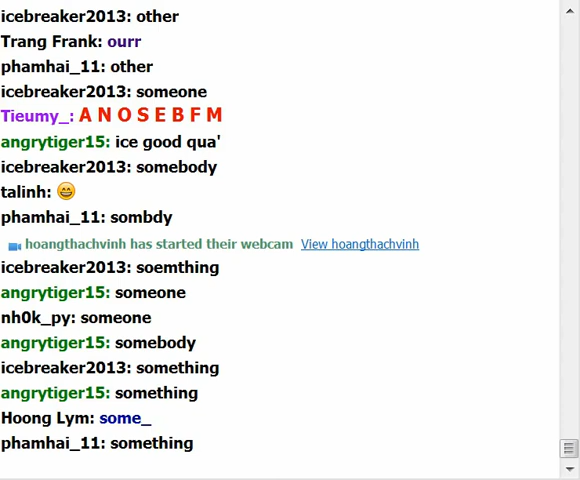 icebreaker2013: other
Trang Frank: ourr
phamhai_11: other
icebreaker2013: someone
Tieumy_: A N O S E B F M
angrytiger15: ice good qua'
icebreaker2013: somebody
talinh: 😄
phamhai_11: sombdy
hoangthachvinh has started their webcam View hoangthachvinh
icebreaker2013: soemthing
angrytiger15: someone
nh0k_py: someone
angrytiger15: somebody
icebreaker2013: something
angrytiger15: something
Hoong Lym: some_
phamhai_11: something